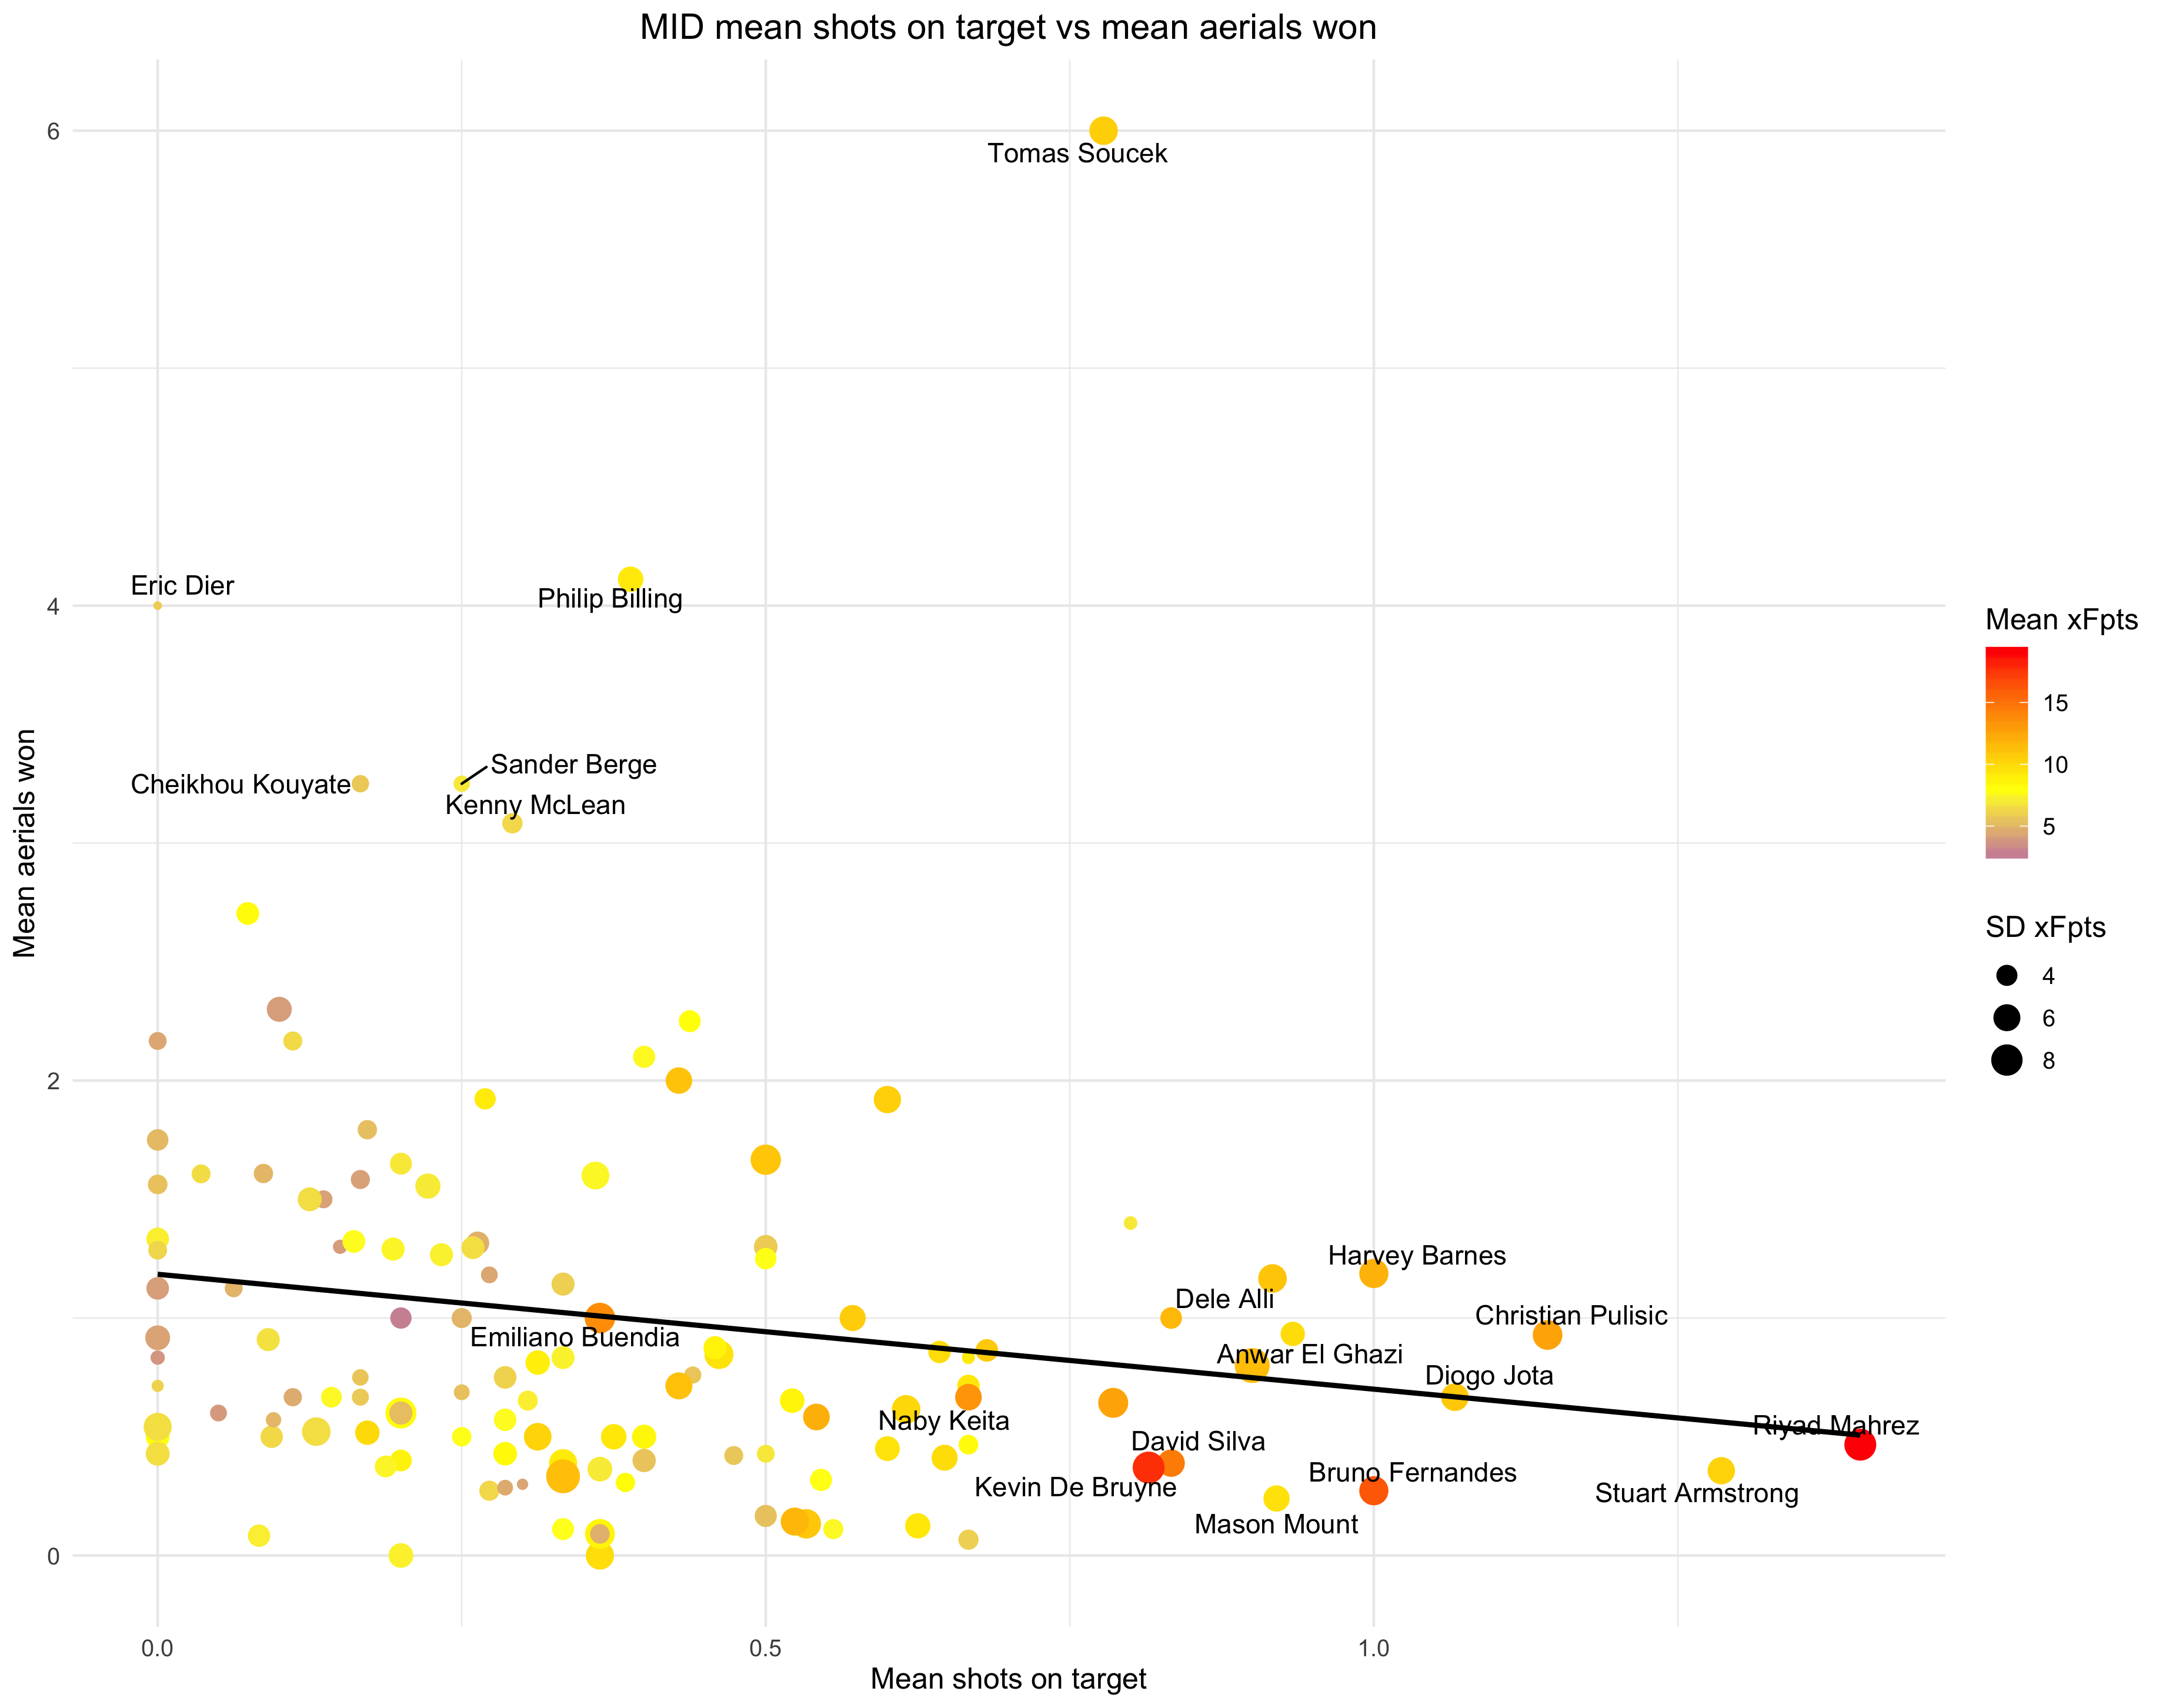 MID mean shots on target vs mean aerials won
6
Tomas Soucek
Eric Dier
Philip Billing
4
Mean xFpts
15
10
5
Sander Berge
Cheikhou Kouyate
Kenny McLean
Mean aerials won
SD xFpts
4
6
8
2
Harvey Barnes
Dele Alli
Christian Pulisic
Emiliano Buendia
Anwar El Ghazi
Diogo Jota
Naby Keita
Riyad Mahrez
David Silva
Bruno Fernandes
Kevin De Bruyne
Stuart Armstrong
Mason Mount
0
0.0
0.5
1.0
Mean shots on target